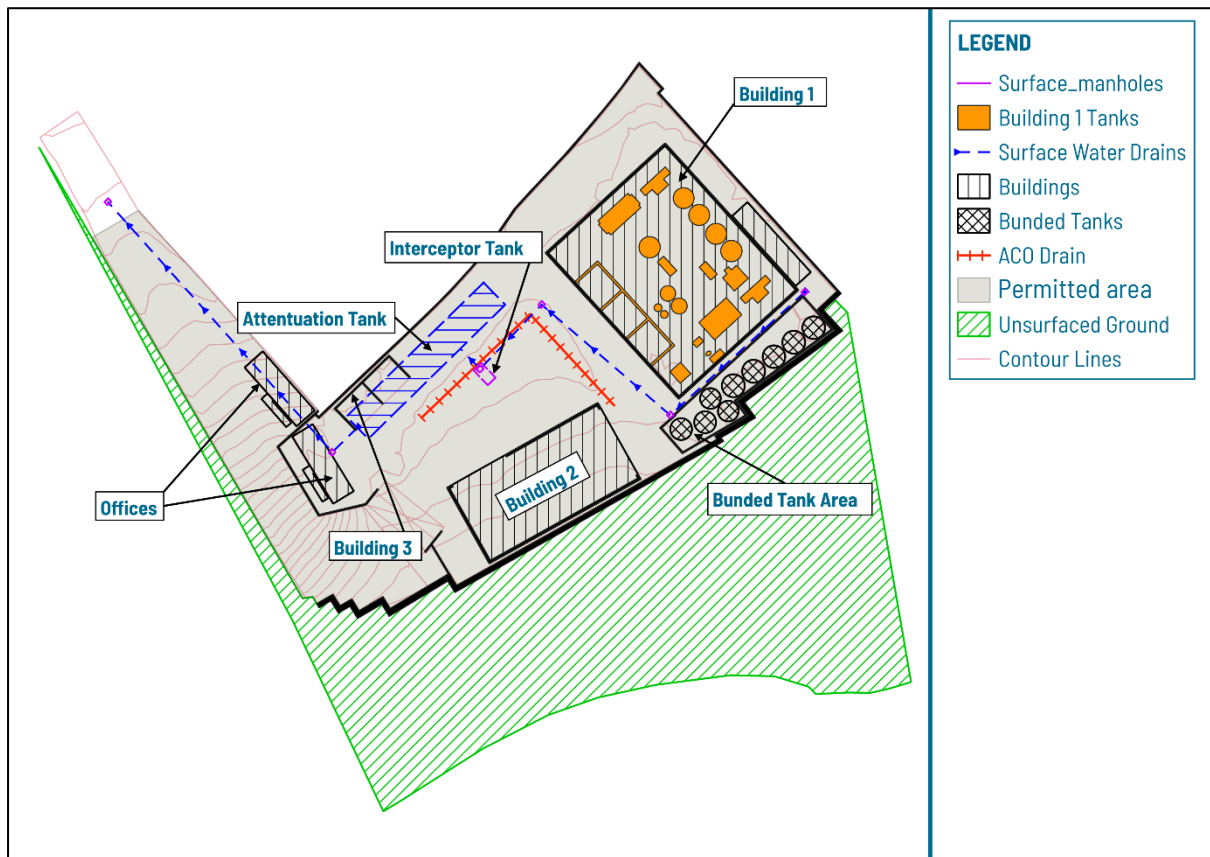 Building 1
Interceptor Tank
Attentuation Tank
Offices
Building 3
Building 2
Bunded Tank Area
LEGEND
Surface_manholes
Building 1 Tanks
Surface Water Drains
Buildings
Bunded Tanks
ACO Drain
Permitted area
Unsurfaced Ground
Contour Lines